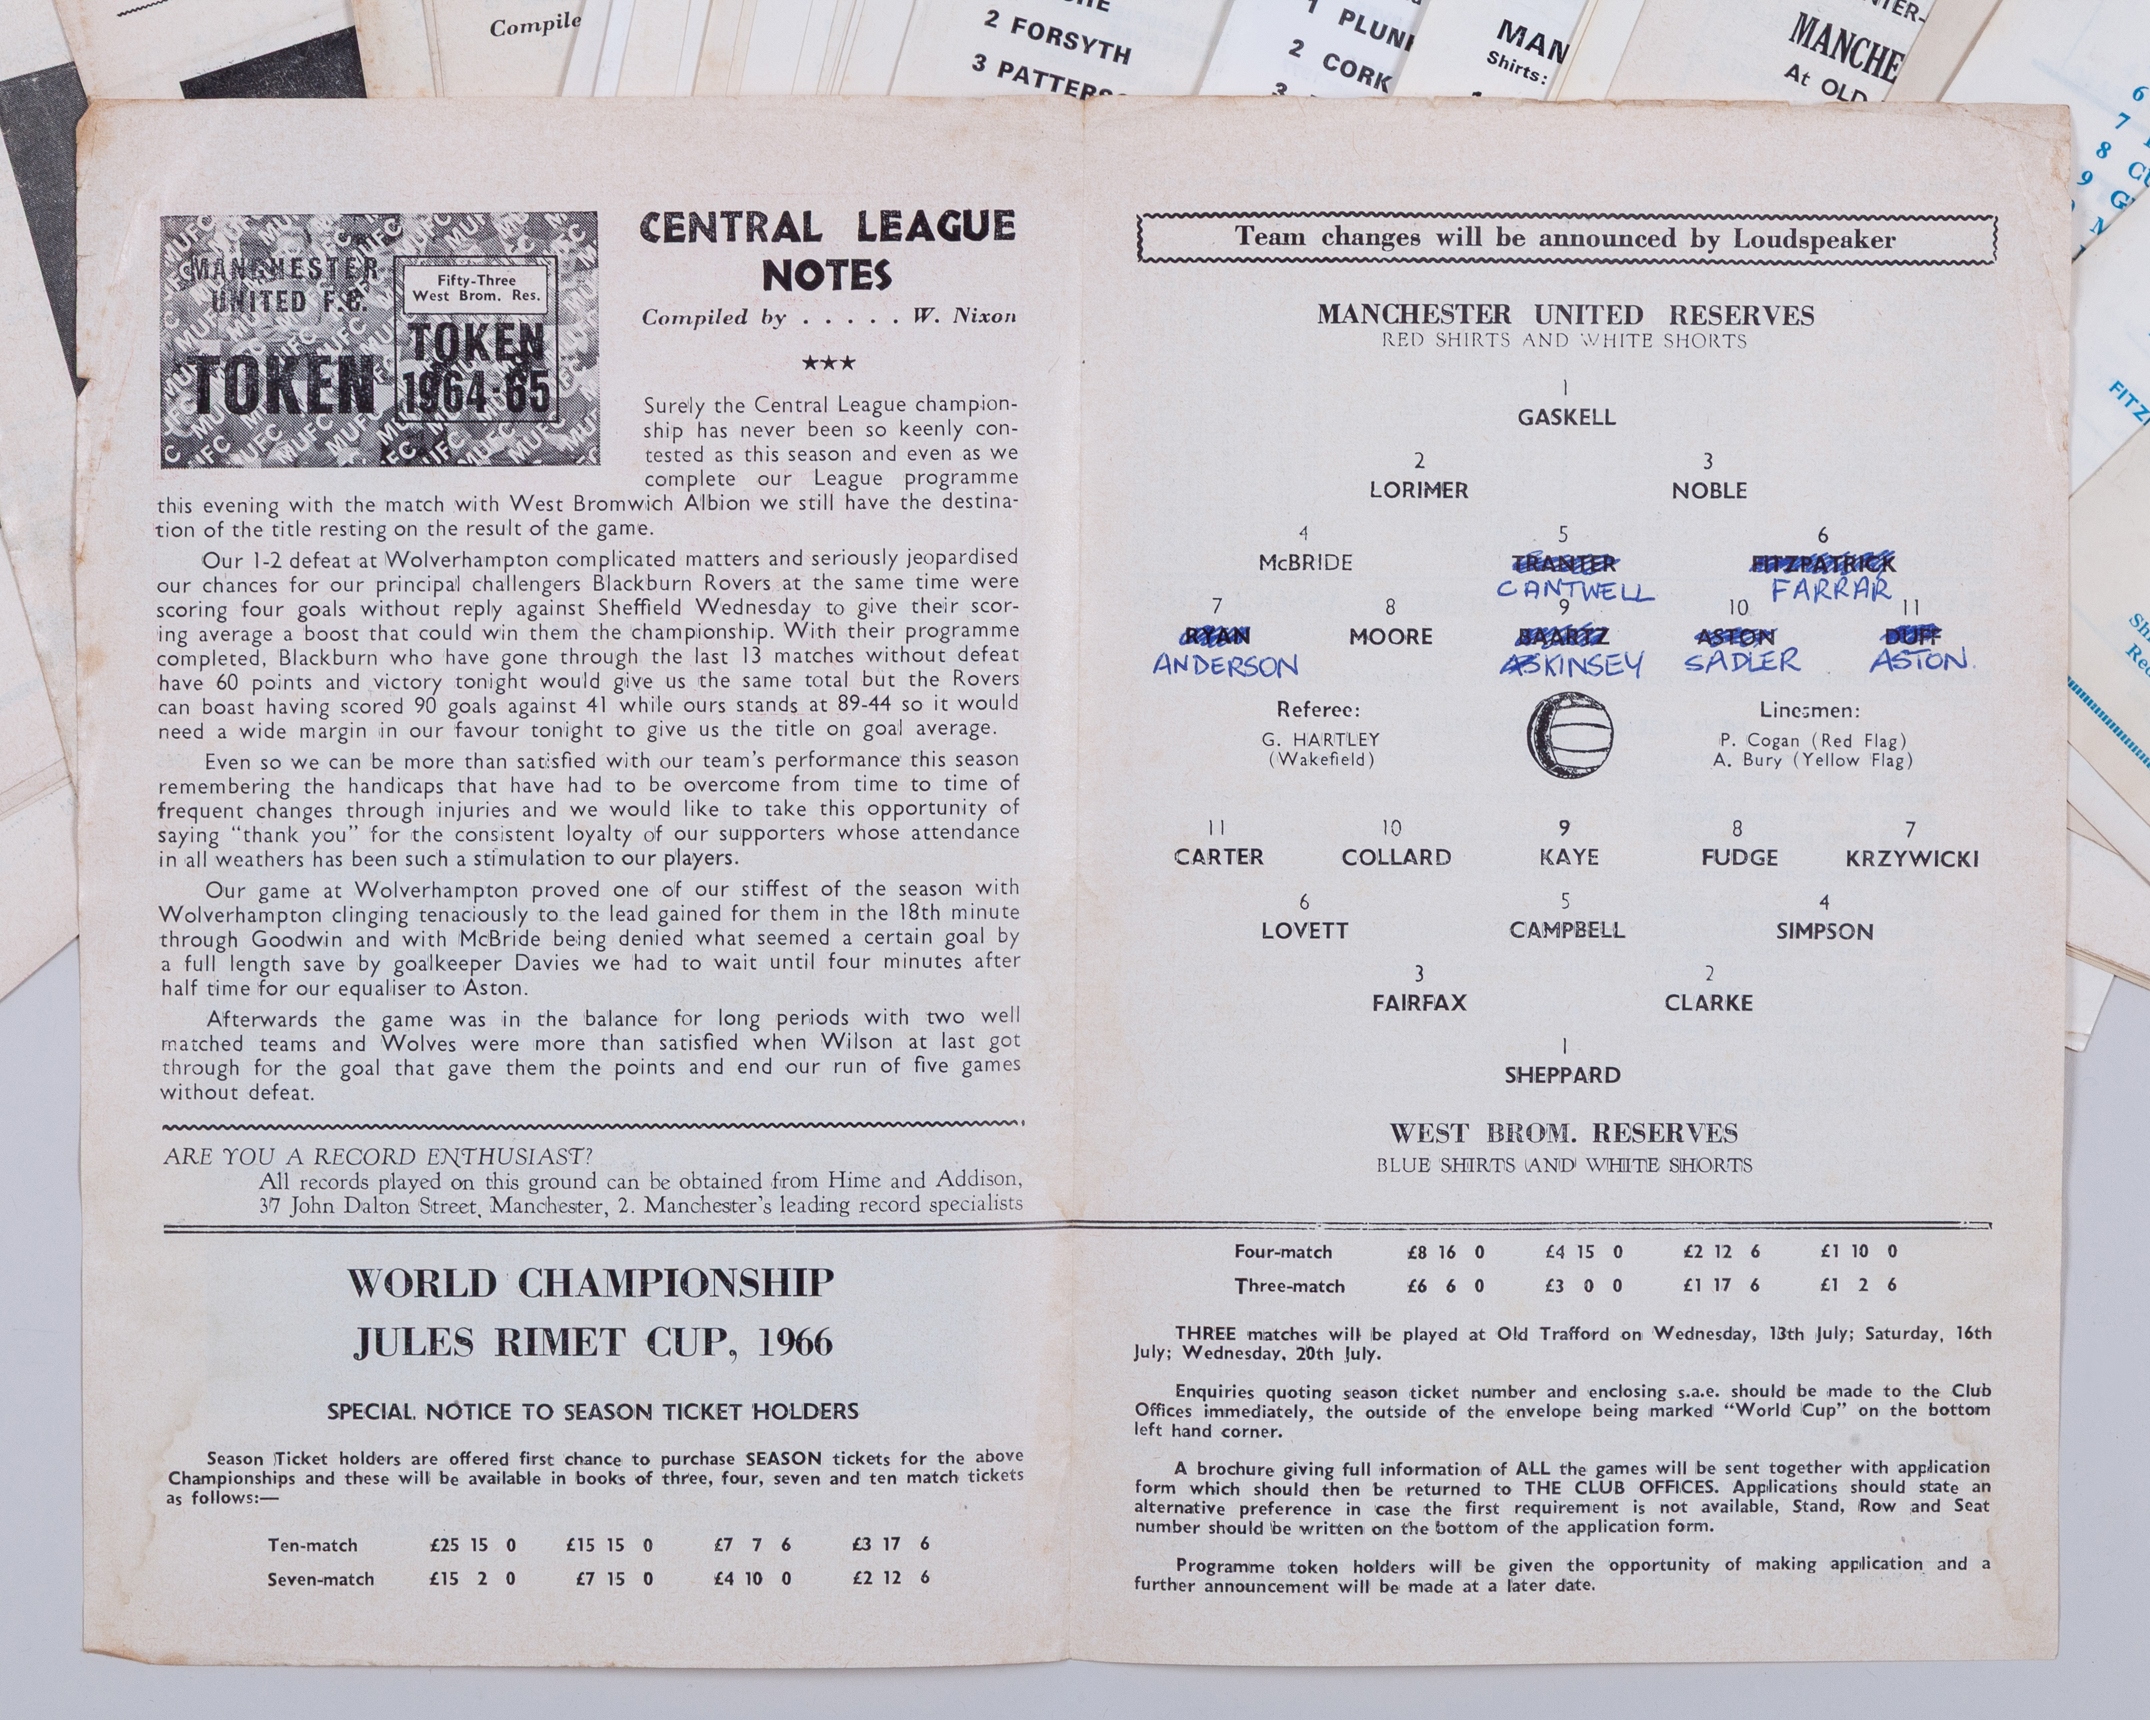 Compile
2 FORSYTH
3
1
2 CORK
3
MAN
Shirts:
MANCHE
At OLD
6
7
8
9
MANCHESTER
UNITED F.C.
TOKEN
Fifty-Three
West Brom. Res.
TOKEN
1964-65
CENTRAL LEAGUE
NOTES
Compiled by . . . . . W. Nixon
★★★
Surely the Central League champion-
ship has never been so keenly con-
tested as this season and even as we
complete our League programme
this evening with the match with West Bromwich Albion we still have the destina-
tion of the title resting on the result of the game.
Our 1-2 defeat at Wolverhampton complicated matters and seriously jeopardised
our chances for our principal challengers Blackburn Rovers at the same time were
scoring four goals without reply against Sheffield Wednesday to give their scor-
ing average a boost that could win them the championship. With their programme
completed, Blackburn who have gone through the last 13 matches without defeat
have 60 points and victory tonight would give us the same total but the Rovers
can boast having scored 90 goals against 41 while ours stands at 89-44 so it would
need a wide margin in our favour tonight to give us the title on goal average.
Even so we can be more than satisfied with our team's performance this season
remembering the handicaps that have had to be overcome from time to time of
frequent changes through injuries and we would like to take this opportunity of
saying "thank you" for the consistent loyalty of our supporters whose attendance
in all weathers has been such a stimulation to our players.
Our game at Wolverhampton proved one of our stiffest of the season with
Wolverhampton clinging tenaciously to the lead gained for them in the 18th minute
through Goodwin and with McBride being denied what seemed a certain goal by
a full length save by goalkeeper Davies we had to wait until four minutes after
half time for our equaliser to Aston.
Afterwards the game was in the balance for long periods with two well
matched teams and Wolves were more than satisfied when Wilson at last got
through for the goal that gave them the points and end our run of five games
without defeat.
ARE YOU A RECORD ENTHUSIAST?
All records played on this ground can be obtained from Hime and Addison,
37 John Dalton Street, Manchester, 2. Manchester's leading record specialists
WORLD CHAMPIONSHIP
JULES RIMET CUP, 1966
SPECIAL NOTICE TO SEASON TICKET HOLDERS
Season Ticket holders are offered first chance to purchase SEASON tickets for the above
Championships and these will be available in books of three, four, seven and ten match tickets
as follows:—
Ten-match £25 15 0 £15 15 0 £7 7 6 £3 17 6
Seven-match £15 2 0 £7 15 0 £4 10 0 £2 12 6
Team changes will be announced by Loudspeaker
MANCHESTER UNITED RESERVES
RED SHIRTS AND WHITE SHORTS
1
GASKELL
2 3
LORIMER NOBLE
4 5 6
McBRIDE TRANTER FITZPATRICK
CANTWELL FARRAR
7 8 9 10 11
RYAN MOORE BAARTZ ASTON DUFF
ANDERSON KINSEY SADLER ASTON.
Referee: Linesmen:
G. HARTLEY P. Cogan (Red Flag)
(Wakefield) A. Bury (Yellow Flag)
11 10 9 8 7
CARTER COLLARD KAYE FUDGE KRZYWICKI
6 5 4
LOVETT CAMPBELL SIMPSON
3 2
FAIRFAX CLARKE
1
SHEPPARD
WEST BROM. RESERVES
BLUE SHIRTS AND WHITE SHORTS
Four-match £8 16 0 £4 15 0 £2 12 6 £1 10 0
Three-match £6 6 0 £3 0 0 £1 17 6 £1 2 6
THREE matches will be played at Old Trafford on Wednesday, 13th July; Saturday, 16th
July; Wednesday, 20th July.
Enquiries quoting season ticket number and enclosing s.a.e. should be made to the Club
Offices immediately, the outside of the envelope being marked "World Cup" on the bottom
left hand corner.
A brochure giving full information of ALL the games will be sent together with application
form which should then be returned to THE CLUB OFFICES. Applications should state an
alternative preference in case the first requirement is not available, Stand, Row and Seat
number should be written on the bottom of the application form.
Programme token holders will be given the opportunity of making application and a
further announcement will be made at a later date.